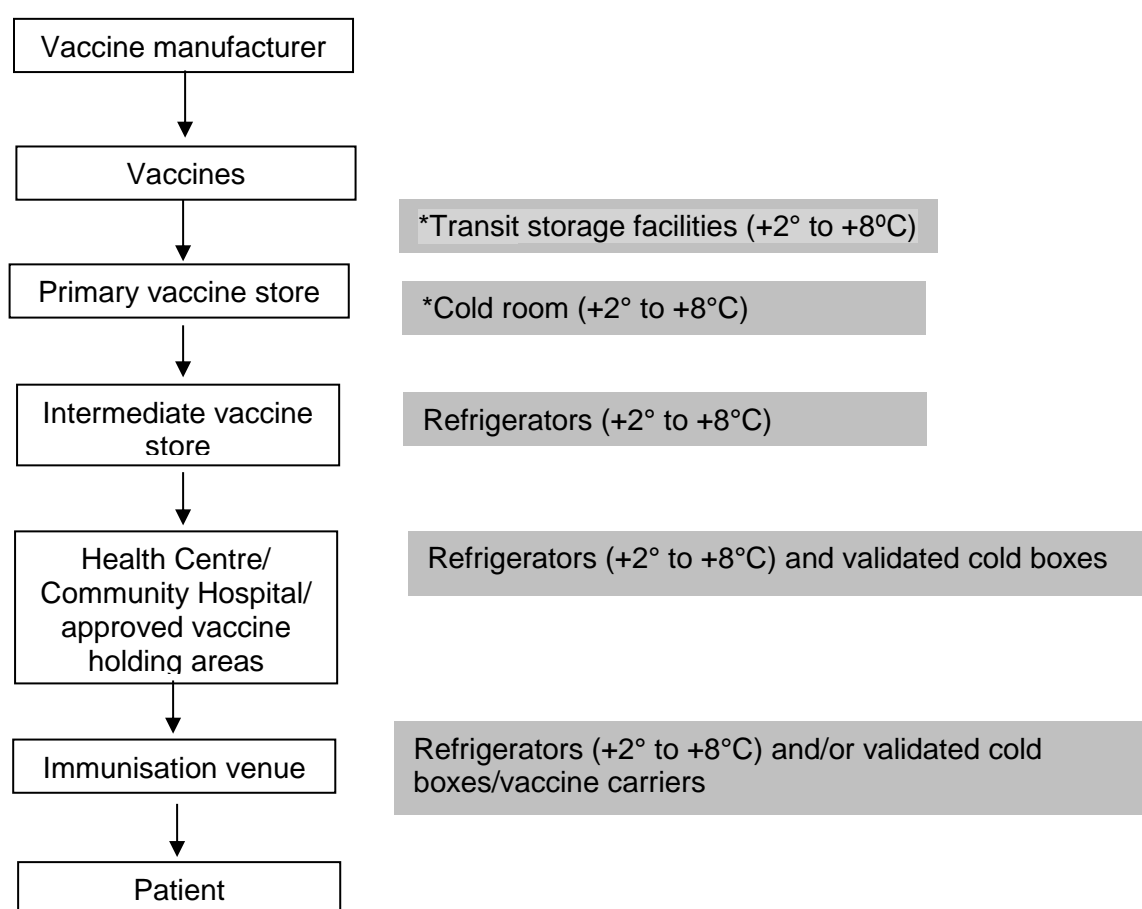 Vaccine manufacturer
Vaccines
*Transit storage facilities (+2° to +8ºC)
Primary vaccine store
*Cold room (+2° to +8°C)
Intermediate vaccine
store
Refrigerators (+2° to +8°C)
Health Centre/
Community Hospital/
approved vaccine
holding areas
Refrigerators (+2° to +8°C) and validated cold boxes
Immunisation venue
Refrigerators (+2° to +8°C) and/or validated cold
boxes/vaccine carriers
Patient